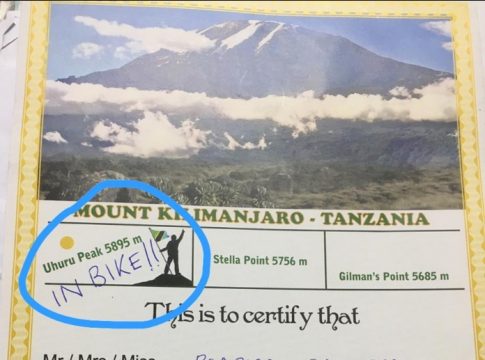 MOUNT KILIMANJARO - TANZANIA
Uhuru Peak 5895 m
IN BIKE!!
Stella Point 5756 m
Gilman's Point 5685 m
This is to certify that
Mr / Mrs / Miss